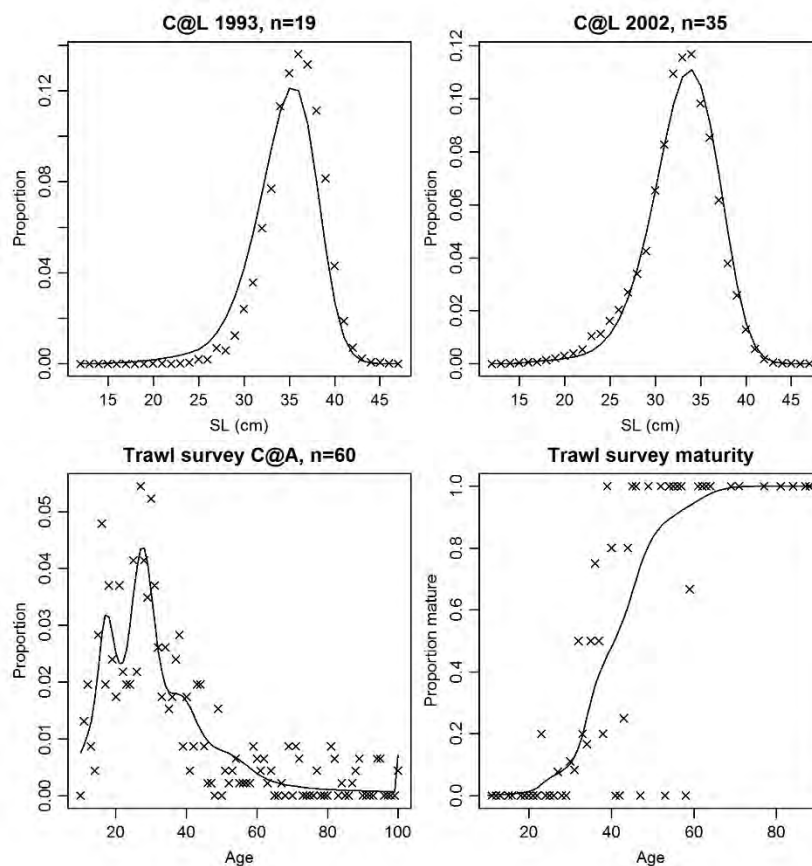 C@L 1993, n=19
Proportion
0.00 0.04 0.08 0.12
15 20 25 30 35 40 45
SL (cm)
C@L 2002, n=35
Proportion
0.00 0.02 0.04 0.06 0.08 0.10 0.12
15 20 25 30 35 40 45
SL (cm)
Trawl survey C@A, n=60
Proportion
0.00 0.01 0.02 0.03 0.04 0.05
20 40 60 80 100
Age
Trawl survey maturity
Proportion mature
0.0 0.2 0.4 0.6 0.8 1.0
20 40 60 80
Age